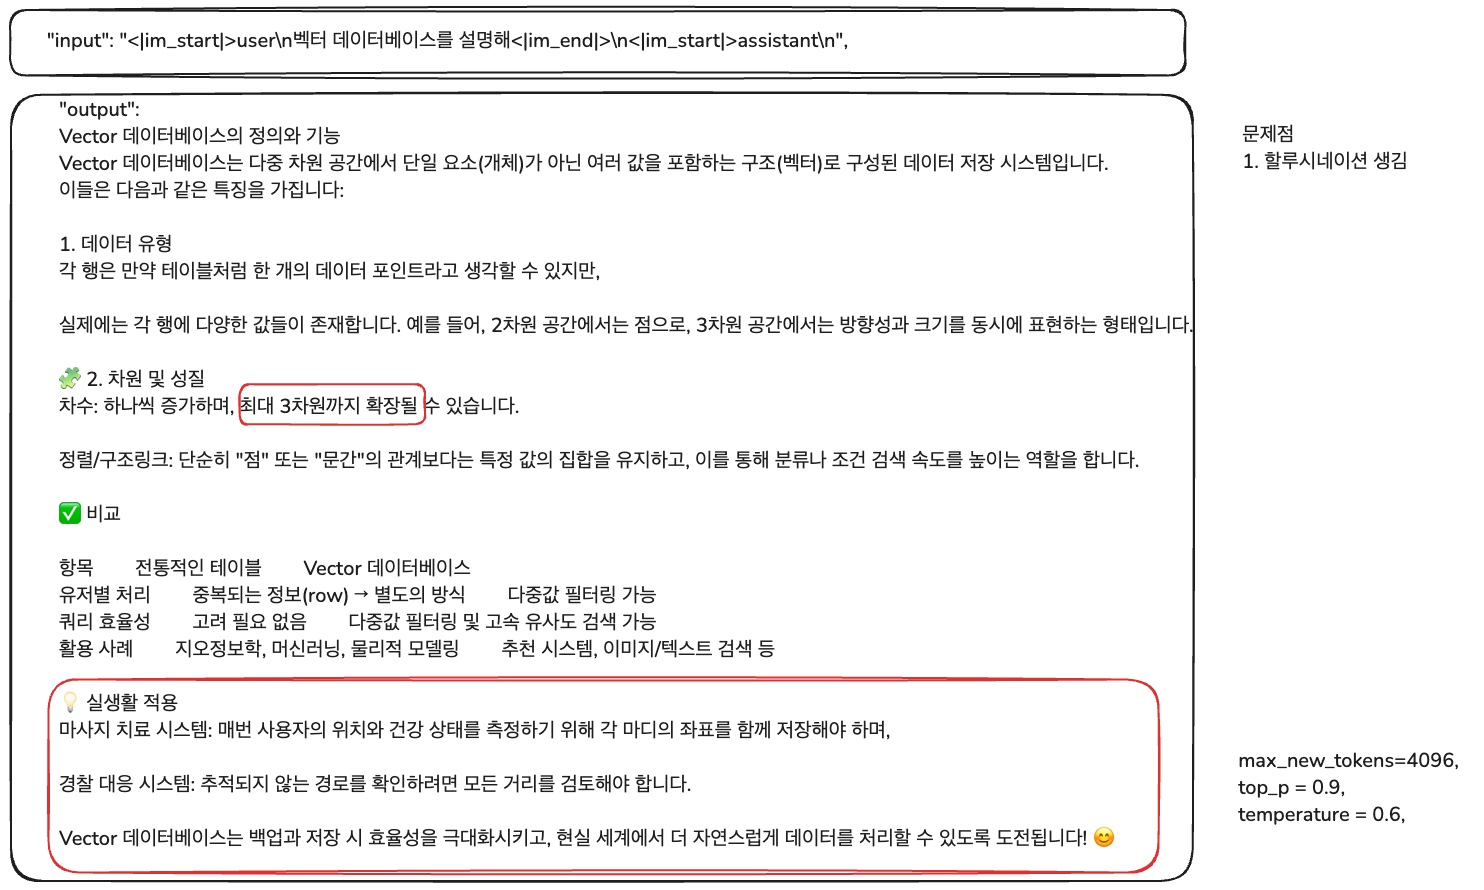 "input": "<|im_start|>user\n벡터 데이터베이스를 설명해<|im_end|>\n<|im_start|>assistant\n",
"output":
Vector 데이터베이스의 정의와 기능
Vector 데이터베이스는 다중 차원 공간에서 단일 요소(개체)가 아닌 여러 값을 포함하는 구조(벡터)로 구성된 데이터 저장 시스템입니다.
이들은 다음과 같은 특징을 가집니다:
1. 데이터 유형
각 행은 만약 테이블처럼 한 개의 데이터 포인트라고 생각할 수 있지만,
실제에는 각 행에 다양한 값들이 존재합니다. 예를 들어, 2차원 공간에서는 점으로, 3차원 공간에서는 방향성과 크기를 동시에 표현하는 형태입니다.
🧩 2. 차원 및 성질
차수: 하나씩 증가하며, 최대 3차원까지 확장될 수 있습니다.
정렬/구조링크: 단순히 "점" 또는 "문간"의 관계보다는 특정 값의 집합을 유지하고, 이를 통해 분류나 조건 검색 속도를 높이는 역할을 합니다.
✅ 비교
항목 전통적인 테이블 Vector 데이터베이스
유저별 처리 중복되는 정보(row) → 별도의 방식 다중값 필터링 가능
쿼리 효율성 고려 필요 없음 다중값 필터링 및 고속 유사도 검색 가능
활용 사례 지오정보학, 머신러닝, 물리적 모델링 추천 시스템, 이미지/텍스트 검색 등
💡 실생활 적용
마사지 치료 시스템: 매번 사용자의 위치와 건강 상태를 측정하기 위해 각 마디의 좌표를 함께 저장해야 하며,
경찰 대응 시스템: 추적되지 않는 경로를 확인하려면 모든 거리를 검토해야 합니다.
Vector 데이터베이스는 백업과 저장 시 효율성을 극대화시키고, 현실 세계에서 더 자연스럽게 데이터를 처리할 수 있도록 도전됩니다! 😊
문제점
1. 할루시네이션 생김
max_new_tokens=4096,
top_p = 0.9,
temperature = 0.6,